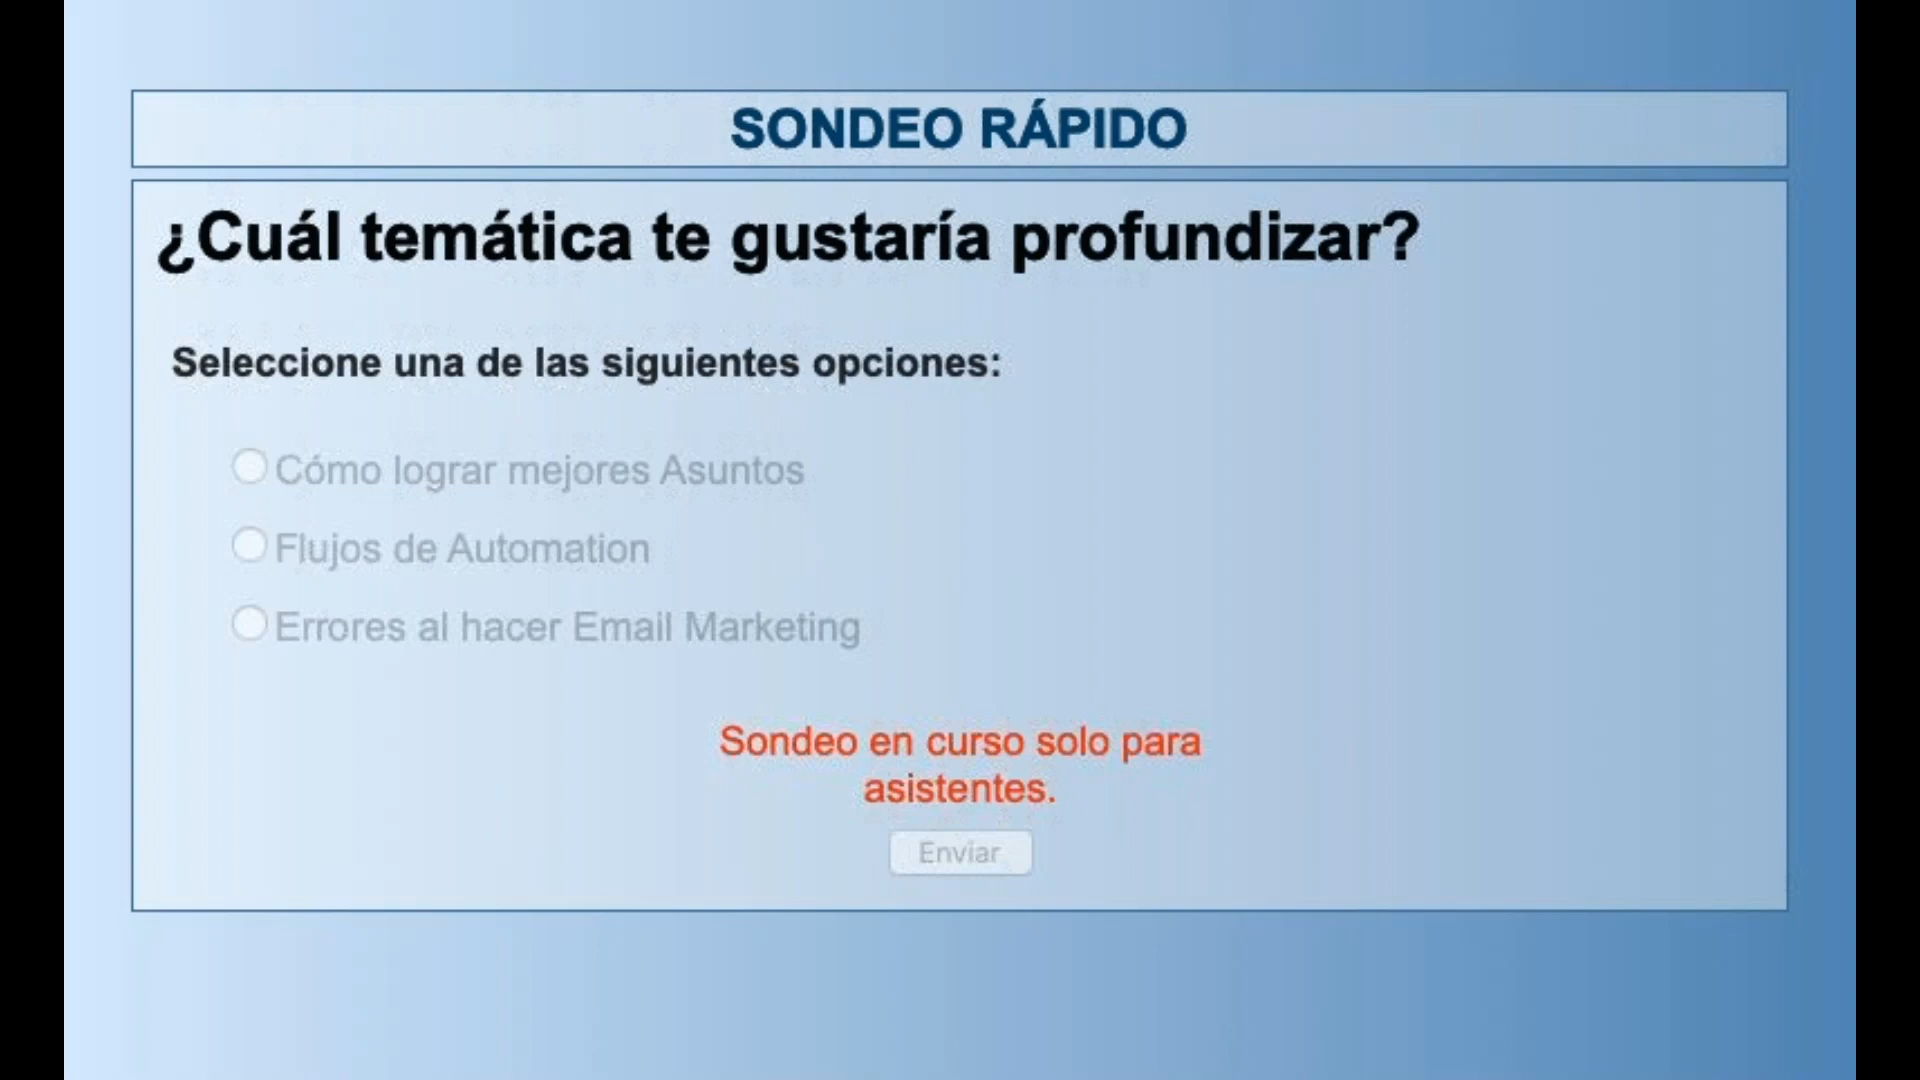 SONDEO RÁPIDO
¿Cuál temática te gustaría profundizar?
Seleccione una de las siguientes opciones:
Cómo lograr mejores Asuntos
Flujos de Automation
Errores al hacer Email Marketing
Sondeo en curso solo para
asistentes.
Enviar